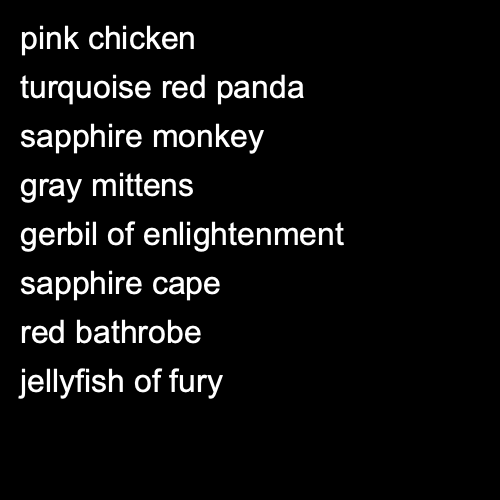 pink chicken
turquoise red panda
sapphire monkey
gray mittens
gerbil of enlightenment
sapphire cape
red bathrobe
jellyfish of fury